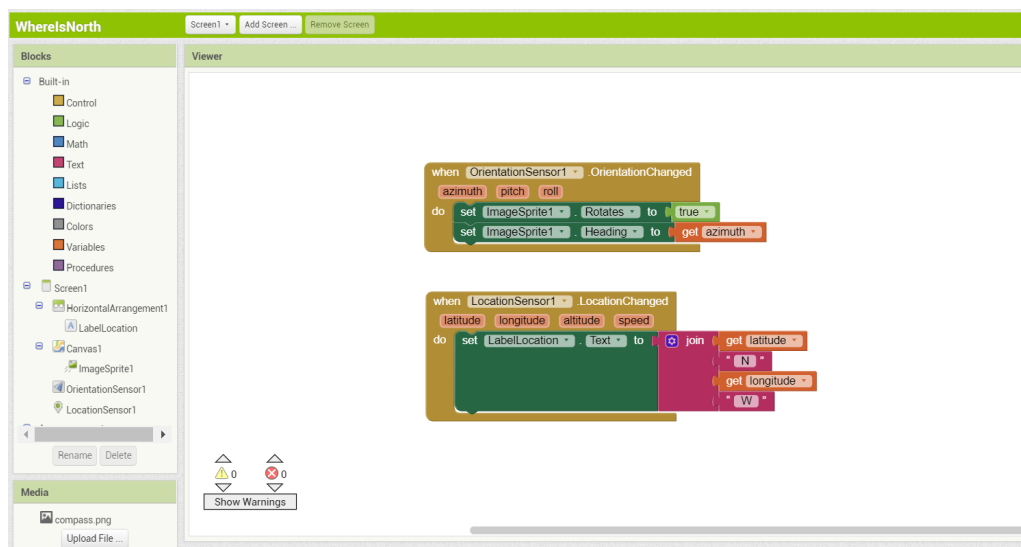 WhereIsNorth
Screen1 Add Screen ... Remove Screen
Blocks
Viewer
Built-in
Control
Logic
Math
Text
Lists
Dictionaries
Colors
Variables
Procedures
Screen1
HorizontalArrangement1
A LabelLocation
Canvas1
ImageSprite1
OrientationSensor1
LocationSensor1
Rename Delete
Media
compass.png
Upload File ...
when OrientationSensor1 .OrientationChanged
azimuth pitch roll
do set ImageSprite1 . Rotates to true
set ImageSprite1 . Heading to get azimuth
when LocationSensor1 .LocationChanged
latitude longitude altitude speed
do set LabelLocation . Text to join get latitude
" N "
get longitude
" W "
0 0
Show Warnings